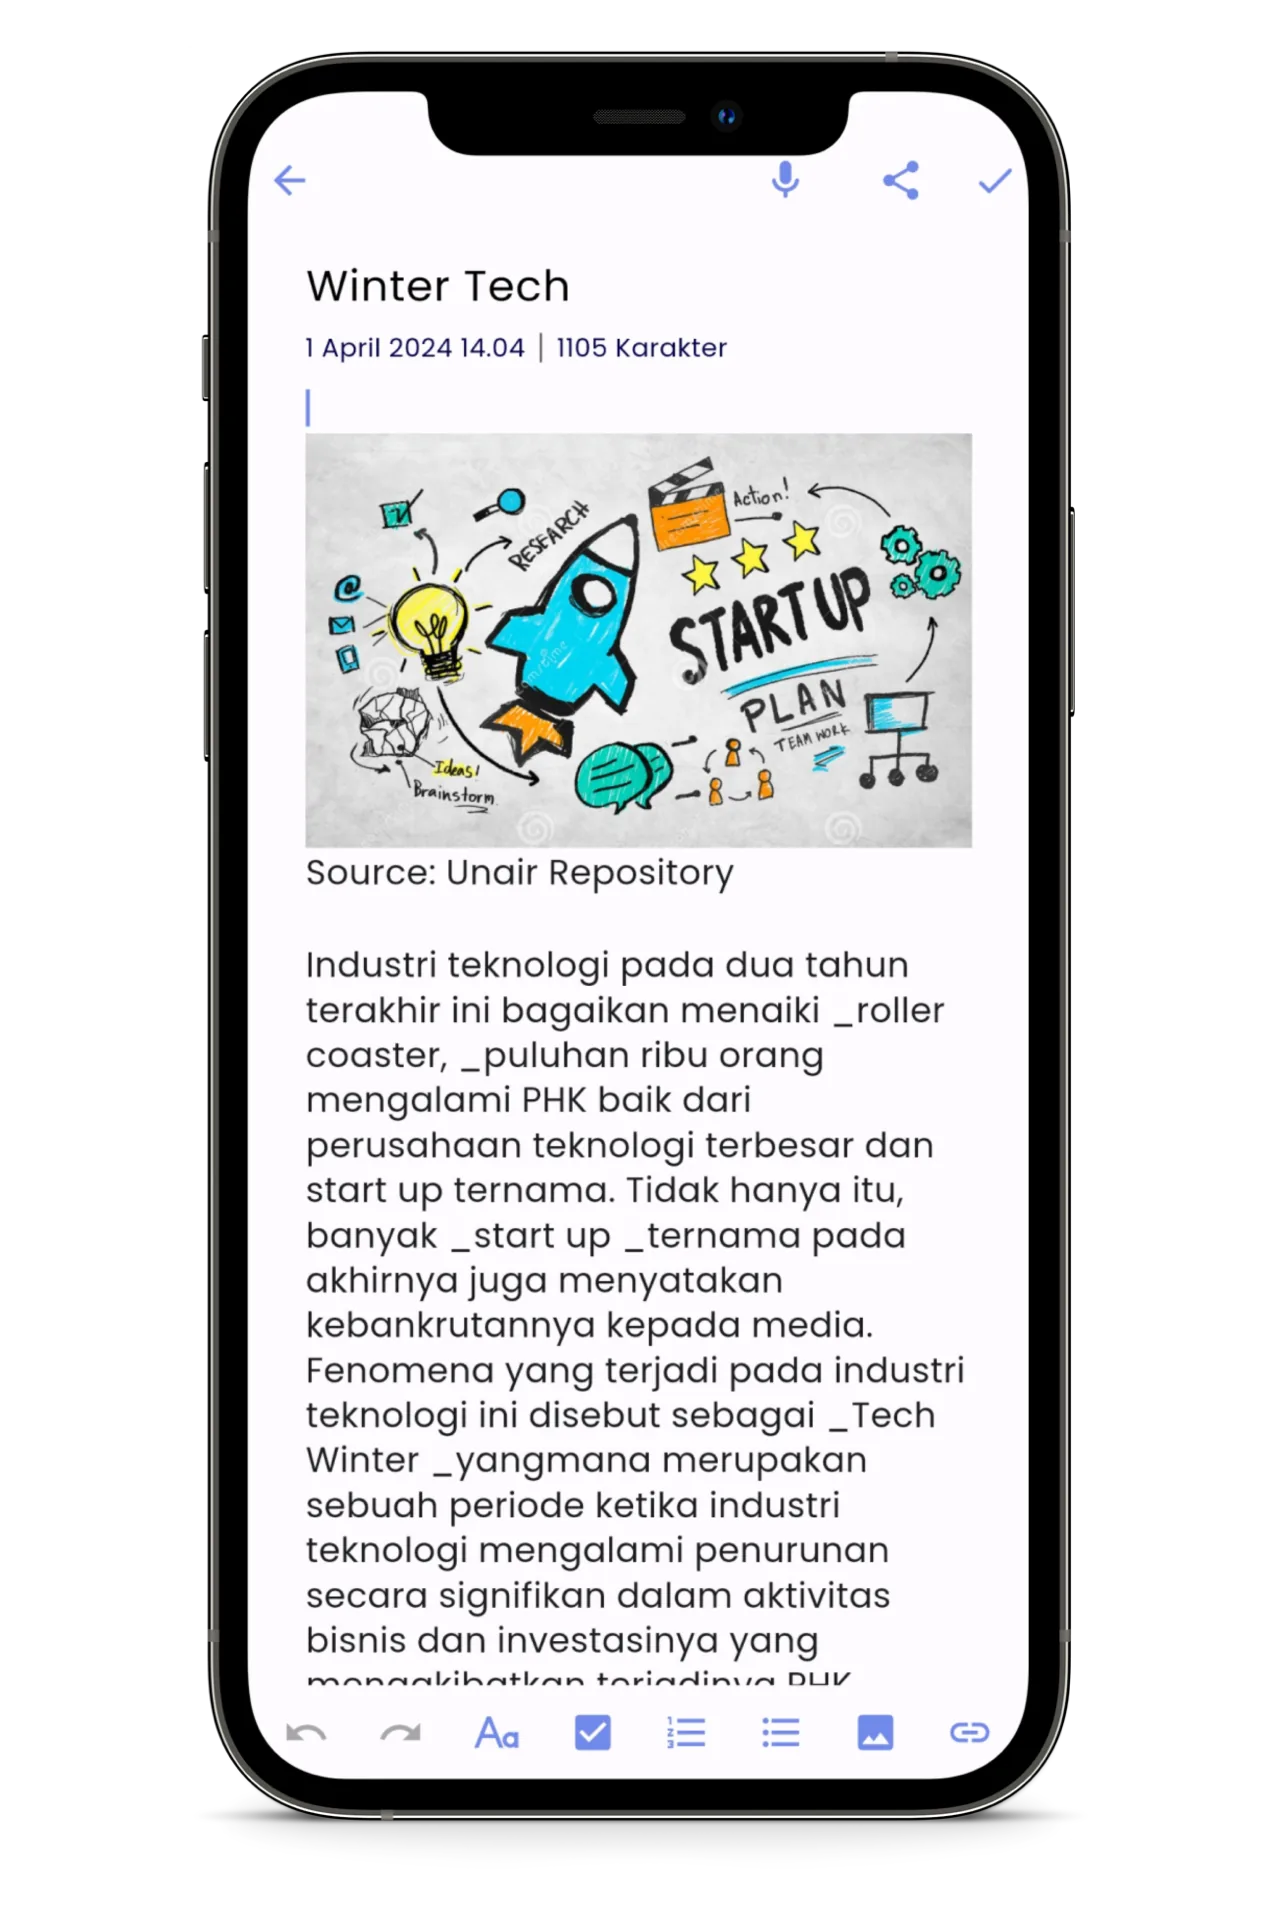 Winter Tech
1 April 2024 14.04 | 1105 Karakter
Action!
RESEARCH
START UP
PLAN
TEAM WORK
Ideas!
Brainstorm
Source: Unair Repository
Industri teknologi pada dua tahun
terakhir ini bagaikan menaiki _roller
coaster, _puluhan ribu orang
mengalami PHK baik dari
perusahaan teknologi terbesar dan
start up ternama. Tidak hanya itu,
banyak _start up _ternama pada
akhirnya juga menyatakan
kebankrutannya kepada media.
Fenomena yang terjadi pada industri
teknologi ini disebut sebagai _Tech
Winter _yangmana merupakan
sebuah periode ketika industri
teknologi mengalami penurunan
secara signifikan dalam aktivitas
bisnis dan investasinya yang
mengakibatkan terjadinya PHK
Aa